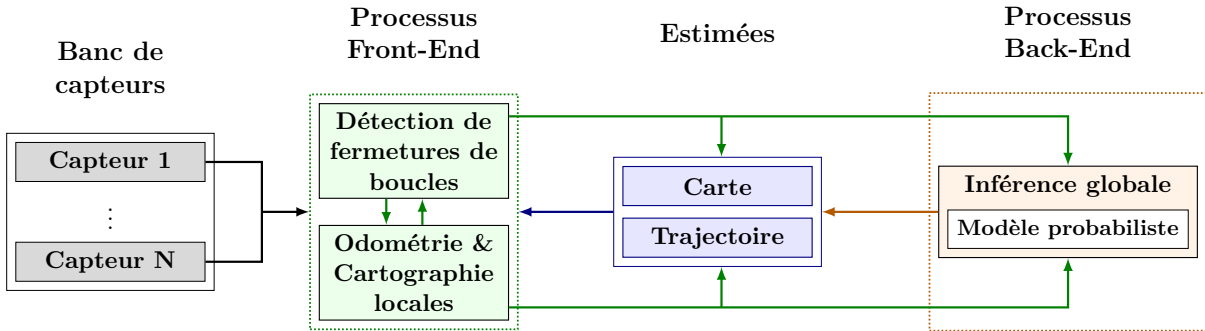 Banc de
capteurs
Capteur 1
⋮
Capteur N
Processus
Front-End
Détection de
fermetures de
boucles
Odométrie &
Cartographie
locales
Estimées
Carte
Trajectoire
Processus
Back-End
Inférence globale
Modèle probabiliste